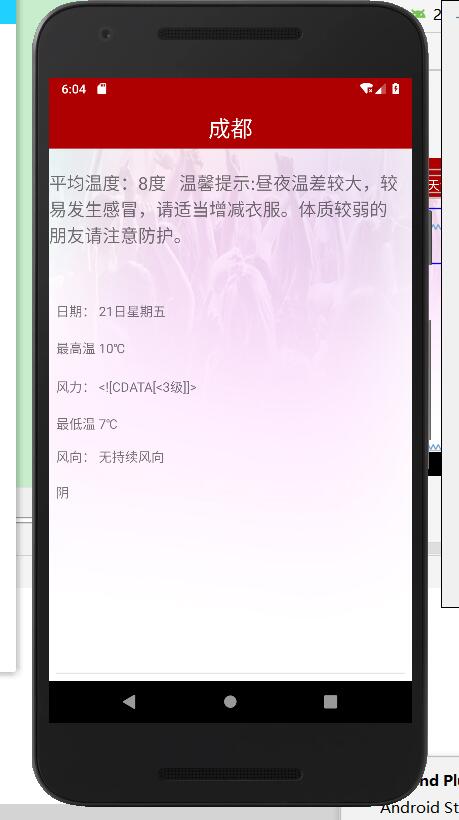 2
6:04
成都
天
平均温度：8度 温馨提示:昼夜温差较大，较
易发生感冒，请适当增减衣服。体质较弱的
朋友请注意防护。
日期： 21日星期五
最高温 10℃
风力： <![CDATA[<3级]]>
最低温 7℃
风向： 无持续风向
阴
nd Pl
Android St